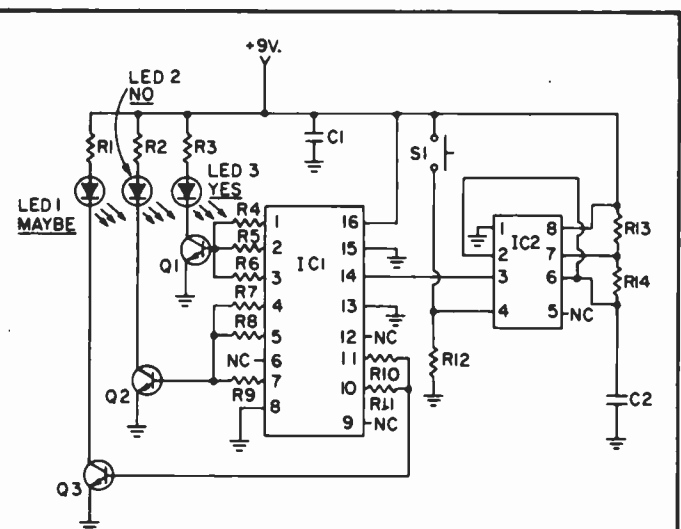 +9V.
LED 2
NO
R1
R2
R3
C1
S1
LED 3
YES
LED 1
MAYBE
R4
R5
R6
R7
R8
R9
R10
R11
R12
R13
R14
C2
Q1
Q2
Q3
IC1
1
2
3
4
5
NC
6
7
8
16
15
14
13
12
NC
11
10
9
NC
IC2
1
2
3
4
8
7
6
5
NC